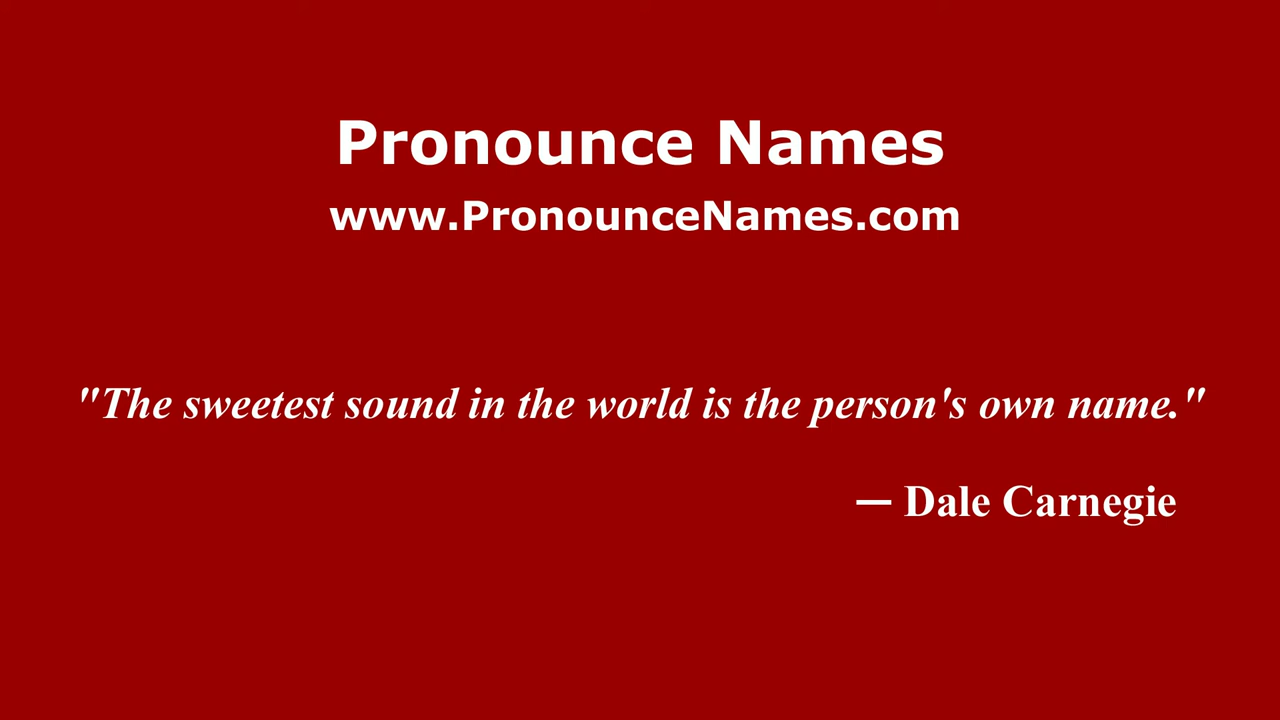 Pronounce Names
www.PronounceNames.com
"The sweetest sound in the world is the person's own name."
— Dale Carnegie